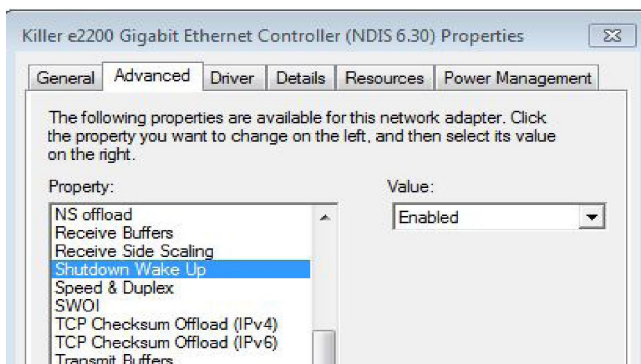 Killer e2200 Gigabit Ethernet Controller (NDIS 6.30) Properties
General Advanced Driver Details Resources Power Management
The following properties are available for this network adapter. Click
the property you want to change on the left, and then select its value
on the right.
Property:
Value:
NS offload
Receive Buffers
Receive Side Scaling
Shutdown Wake Up
Speed & Duplex
SWOI
TCP Checksum Offload (IPv4)
TCP Checksum Offload (IPv6)
Transmit Buffers
Enabled